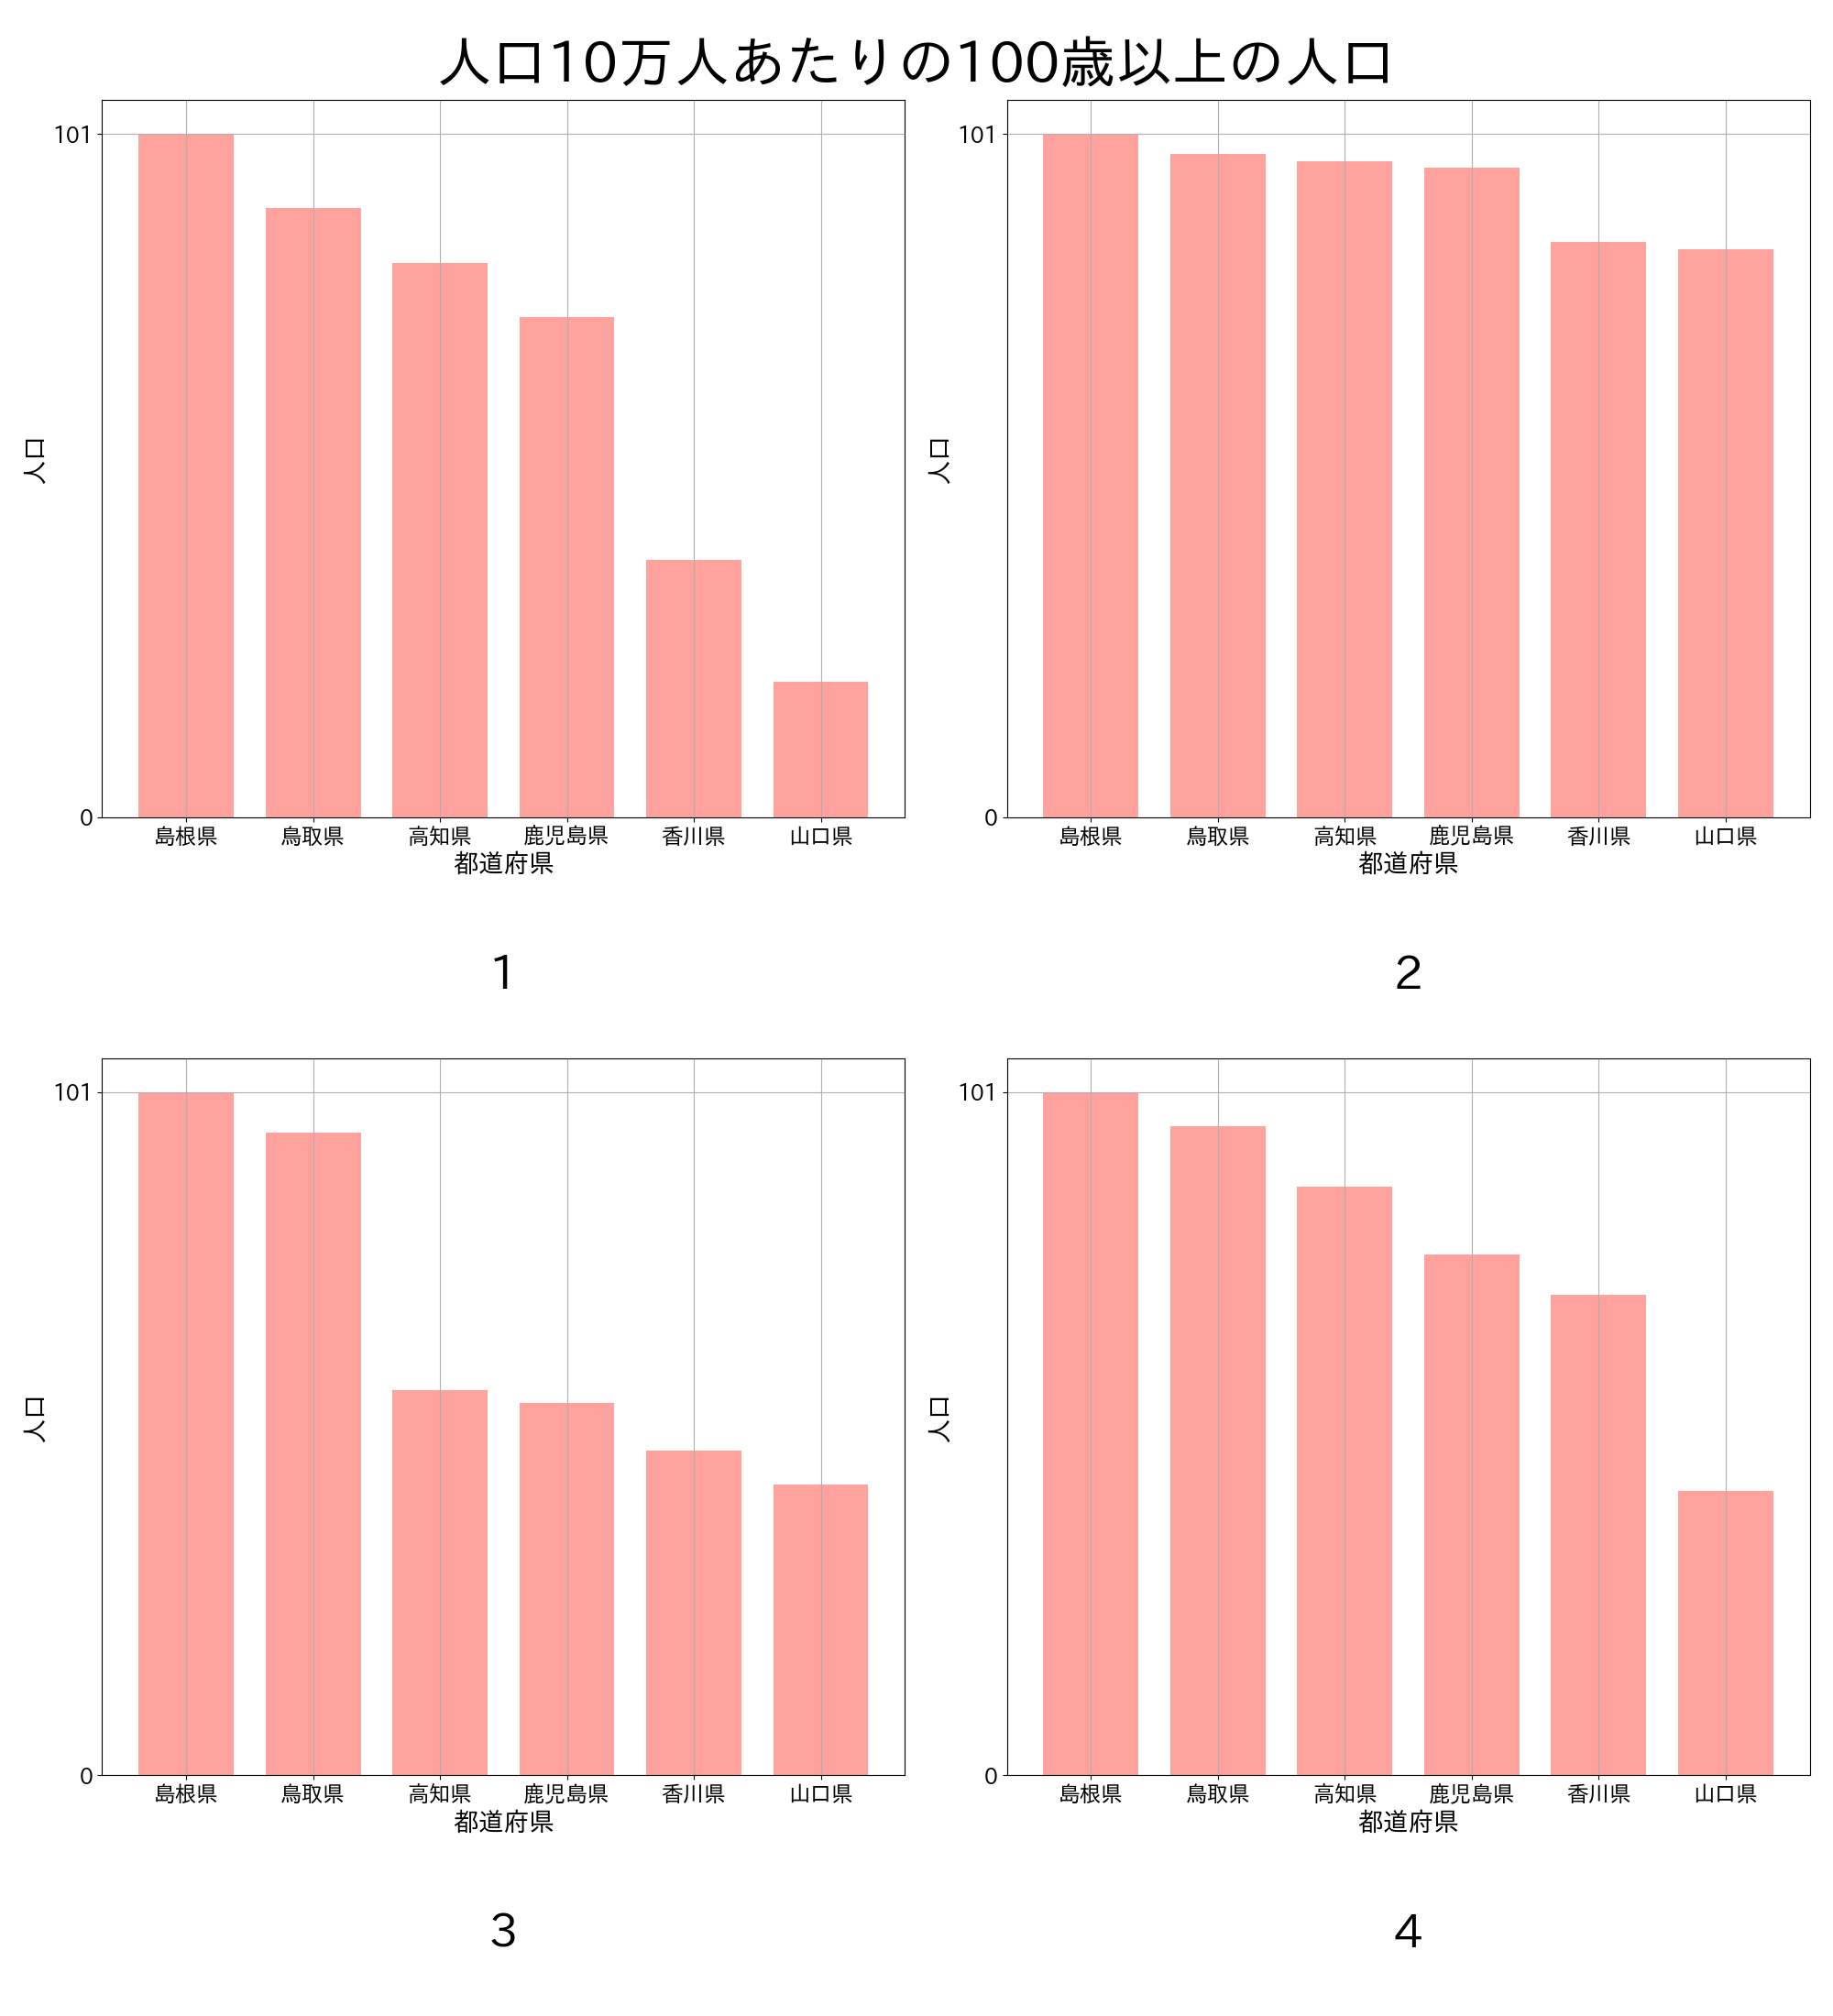 人口10万人あたりの100歳以上の人口
101
0
人口
島根県 鳥取県 高知県 鹿児島県 香川県 山口県
都道府県
1
101
0
人口
島根県 鳥取県 高知県 鹿児島県 香川県 山口県
都道府県
2
101
0
人口
島根県 鳥取県 高知県 鹿児島県 香川県 山口県
都道府県
3
101
0
人口
島根県 鳥取県 高知県 鹿児島県 香川県 山口県
都道府県
4